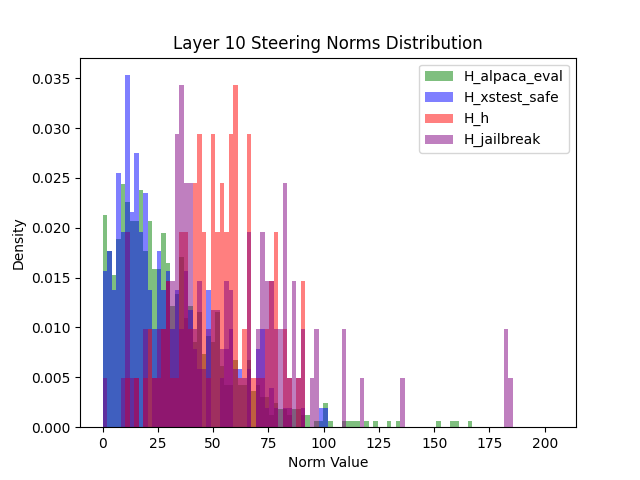 Layer 10 Steering Norms Distribution
0.035
0.030
0.025
0.020
0.015
0.010
0.005
0.000
Density
H_alpaca_eval
H_xstest_safe
H_h
H_jailbreak
0 25 50 75 100 125 150 175 200
Norm Value